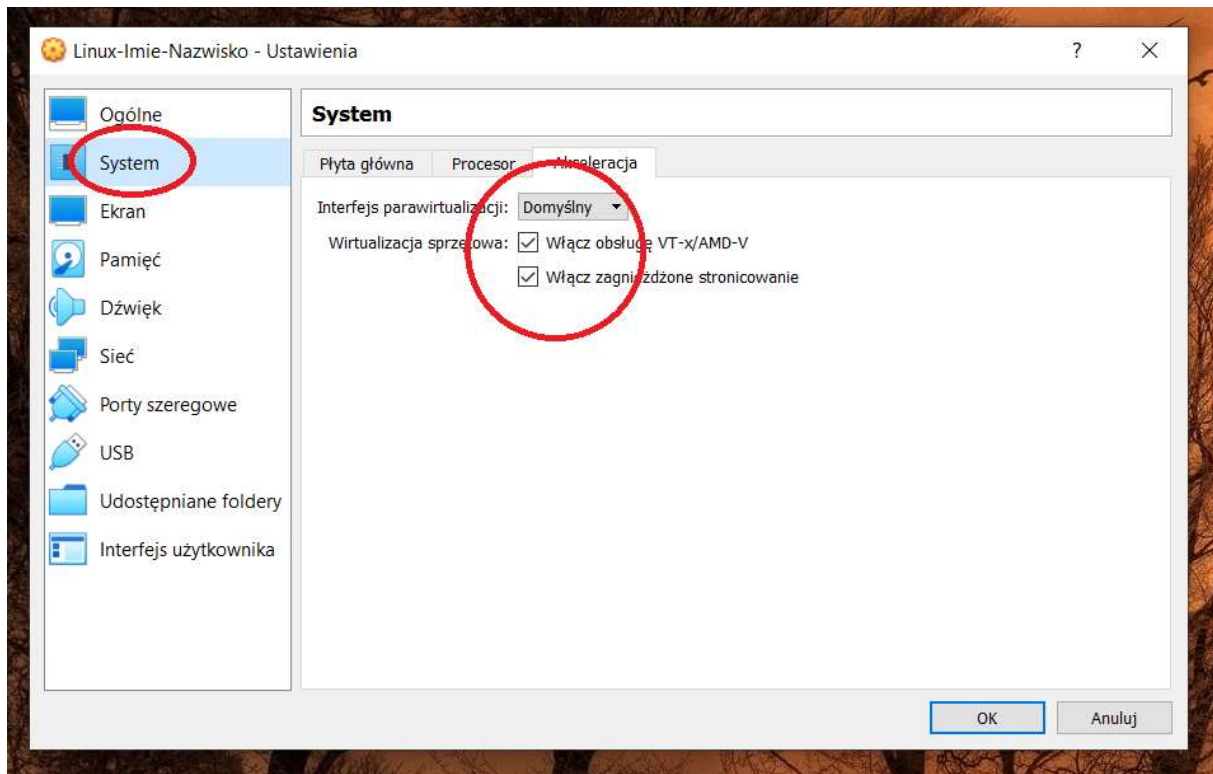 Linux-Imie-Nazwisko - Ustawienia
?
Ogólne
System
Ekran
Pamięć
Dźwięk
Sieć
Porty szeregowe
USB
Udostępniane foldery
Interfejs użytkownika
System
Płyta główna Procesor Akceleracja
Interfejs parawirtualizacji: Domyślny
Wirtualizacja sprzętowa: Włącz obsługę VT-x/AMD-V
Włącz zagnieżdżone stronicowanie
OK Anuluj